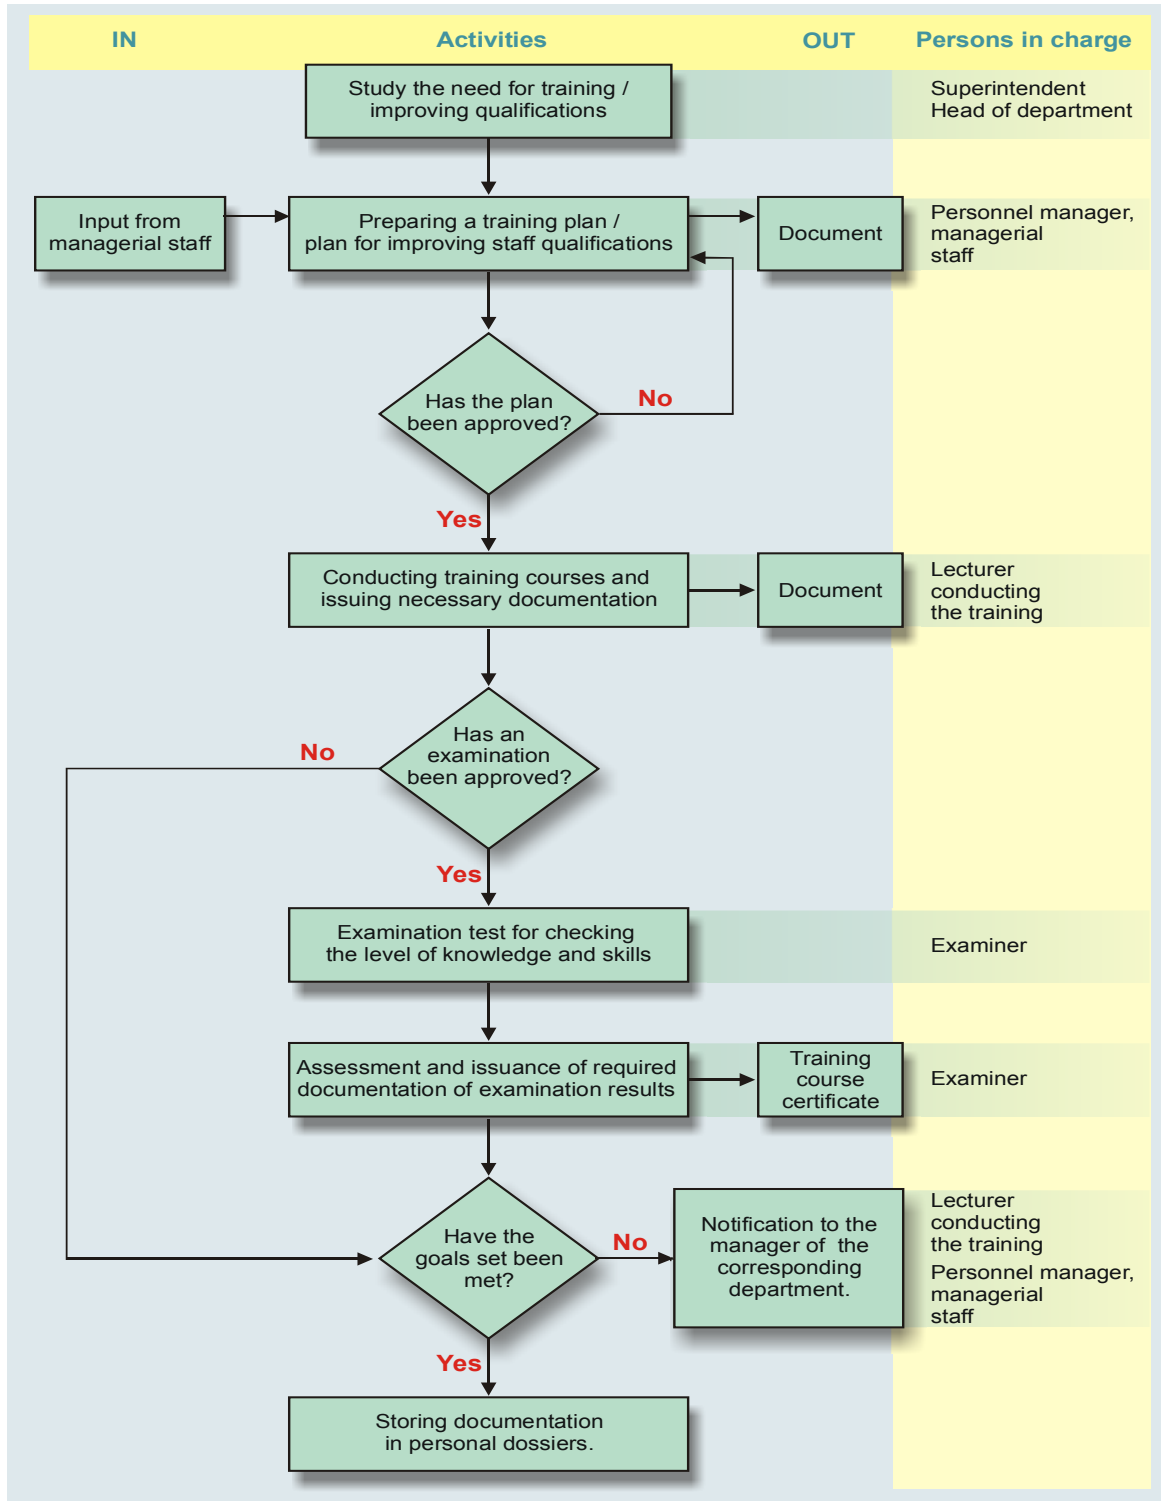 IN
Activities
OUT
Persons in charge
Study the need for training /
improving qualifications
Superintendent
Head of department
Input from
managerial staff
Preparing a training plan /
plan for improving staff qualifications
Document
Personnel manager,
managerial
staff
Has the plan
been approved?
No
Yes
Conducting training courses and
issuing necessary documentation
Document
Lecturer
conducting
the training
Has an
examination
been approved?
No
Yes
Examination test for checking
the level of knowledge and skills
Examiner
Assessment and issuance of required
documentation of examination results
Training
course
certificate
Examiner
Have the
goals set been
met?
No
Notification to the
manager of the
corresponding
department.
Lecturer
conducting
the training
Personnel manager,
managerial
staff
Yes
Storing documentation
in personal dossiers.